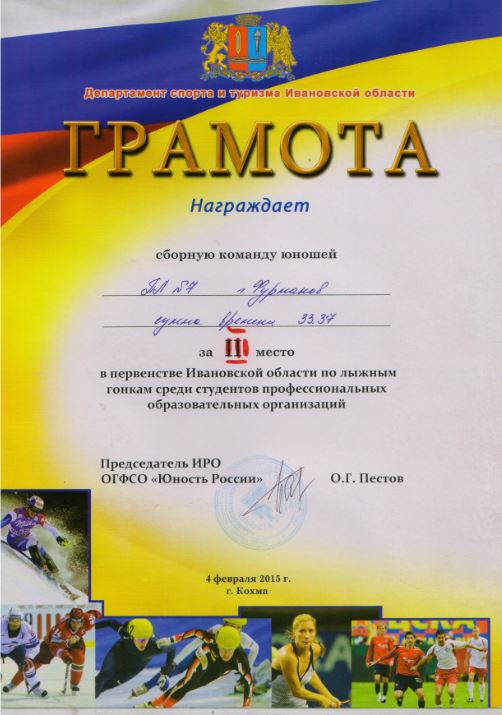 Департамент спорта и туризма Ивановской области
ГРАМОТА
Награждает
сборную команду юношей
ПЛ №7 г Фурманов
сумма времени 33.37
за III место
в первенстве Ивановской области по лыжным
гонкам среди студентов профессиональных
образовательных организаций
Председатель ИРО
ОГФСО «Юность России» О.Г. Пестов
4 февраля 2015 г.
г. Кохма